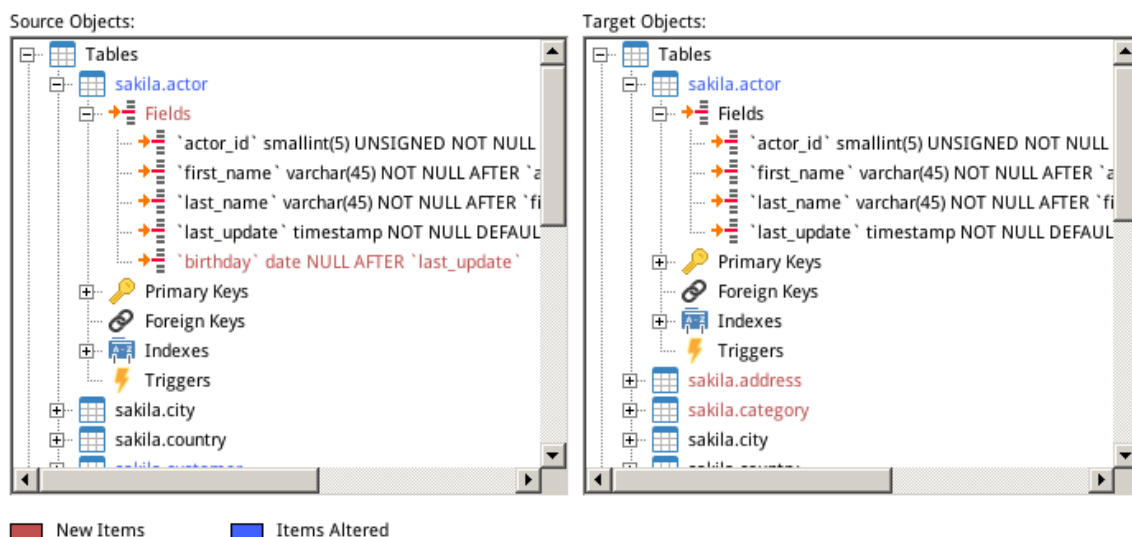 Source Objects:
Tables
sakila.actor
Fields
`actor_id` smallint(5) UNSIGNED NOT NULL
`first_name` varchar(45) NOT NULL AFTER `a
`last_name` varchar(45) NOT NULL AFTER `fi
`last_update` timestamp NOT NULL DEFAUL
`birthday` date NULL AFTER `last_update`
Primary Keys
Foreign Keys
Indexes
Triggers
sakila.city
sakila.country
sakila.customer
Target Objects:
Tables
sakila.actor
Fields
`actor_id` smallint(5) UNSIGNED NOT NULL
`first_name` varchar(45) NOT NULL AFTER `a
`last_name` varchar(45) NOT NULL AFTER `fi
`last_update` timestamp NOT NULL DEFAUL
Primary Keys
Foreign Keys
Indexes
Triggers
sakila.address
sakila.category
sakila.city
sakila.country
New Items
Items Altered